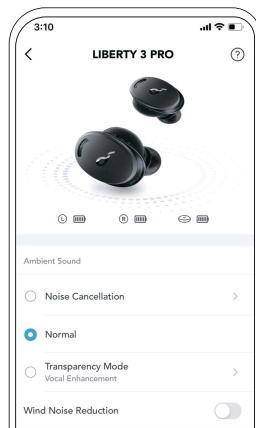 3:10
LIBERTY 3 PRO
?
L
R
Ambient Sound
Noise Cancellation
Normal
Transparency Mode
Vocal Enhancement
Wind Noise Reduction